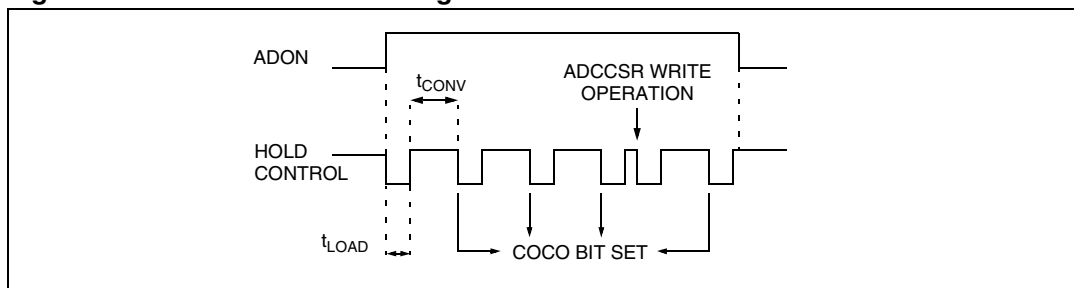 ADON
ADCCSR WRITE
OPERATION
tCONV
HOLD
CONTROL
tLOAD
COCO BIT SET